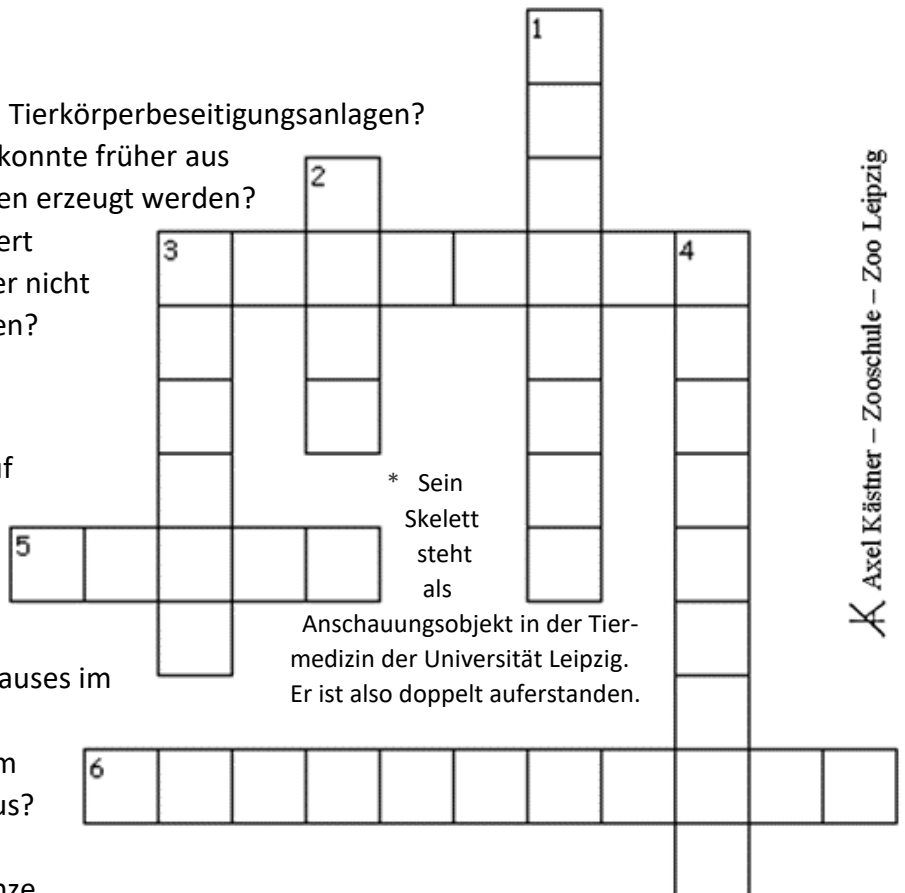 1
Tierkörperbeseitigungsanlagen?
konnte früher aus
2
en erzeugt werden?
ert
3
4
er nicht
en?
* Sein
Skelett
steht
als
5
Anschauungsobjekt in der Tier-
medizin der Universität Leipzig.
Er ist also doppelt auferstanden.
auses im
6
us?
nze
Axel Kästner – Zooschule – Zoo Leipzig